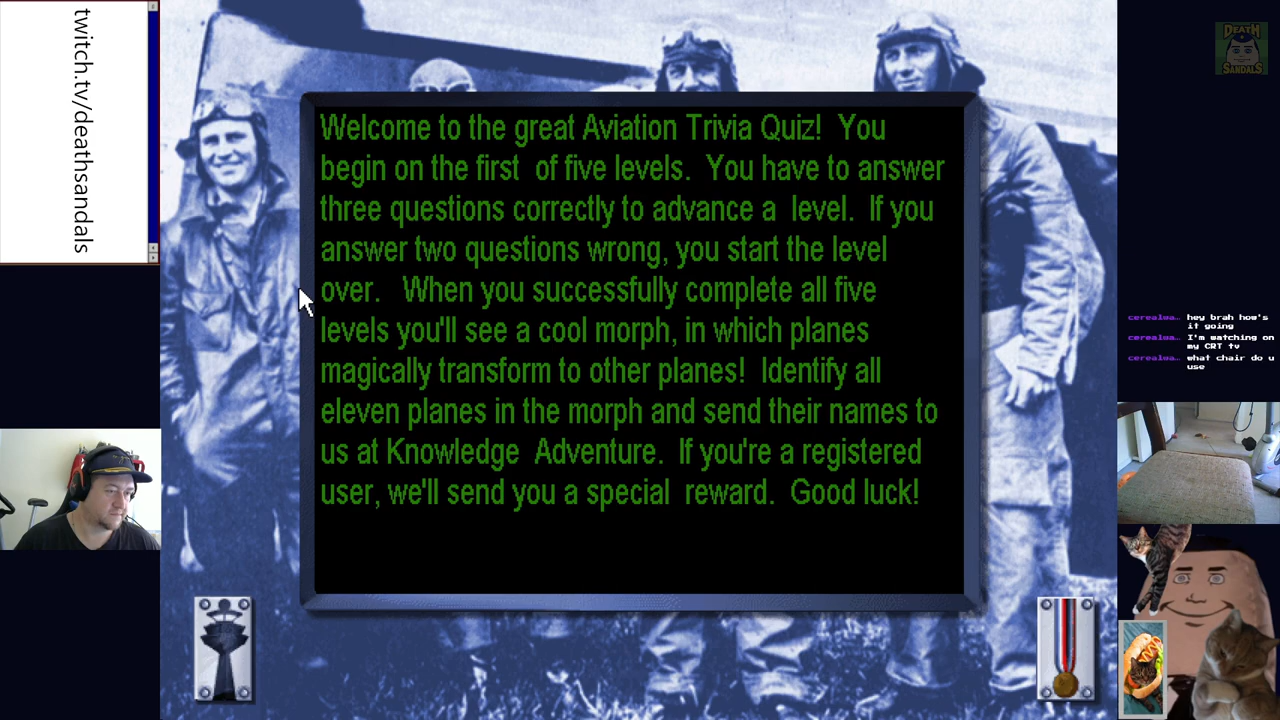 twitch.tv/deathsandals
Welcome to the great Aviation Trivia Quiz!  You
begin on the first  of five levels.  You have to answer
three questions correctly to advance a  level.  If you
answer two questions wrong, you start the level
over.   When you successfully complete all five
levels you'll see a cool morph, in which planes
magically transform to other planes!  Identify all
eleven planes in the morph and send their names to
us at Knowledge  Adventure.  If you're a registered
user, we'll send you a special  reward.  Good luck!
DEATH
SANDALS
cerealwa… hey brah how's
it going
cerealwa… I'm watching on
my CRT tv
cerealwa… what chair do u
use